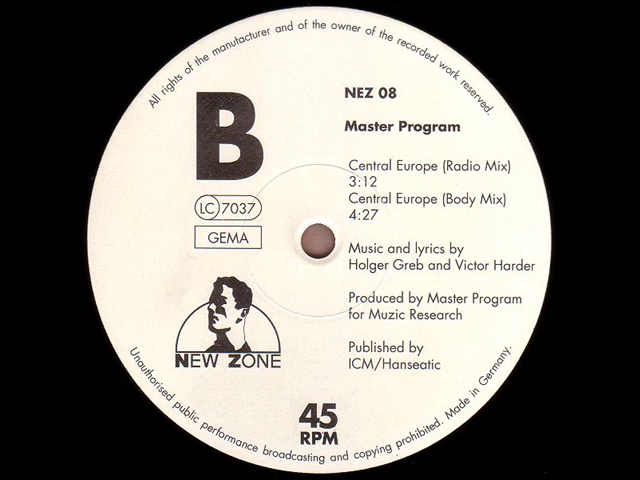 All rights of the manufacturer and of the owner of the recorded work reserved.
B
NEZ 08
Master Program
Central Europe (Radio Mix)
3:12
Central Europe (Body Mix)
4:27
LC 7037
GEMA
Music and lyrics by
Holger Greb and Victor Harder
Produced by Master Program
for Muzic Research
Published by
ICM/Hanseatic
NEW ZONE
45
RPM
Unauthorised public performance broadcasting and copying prohibited. Made in Germany.